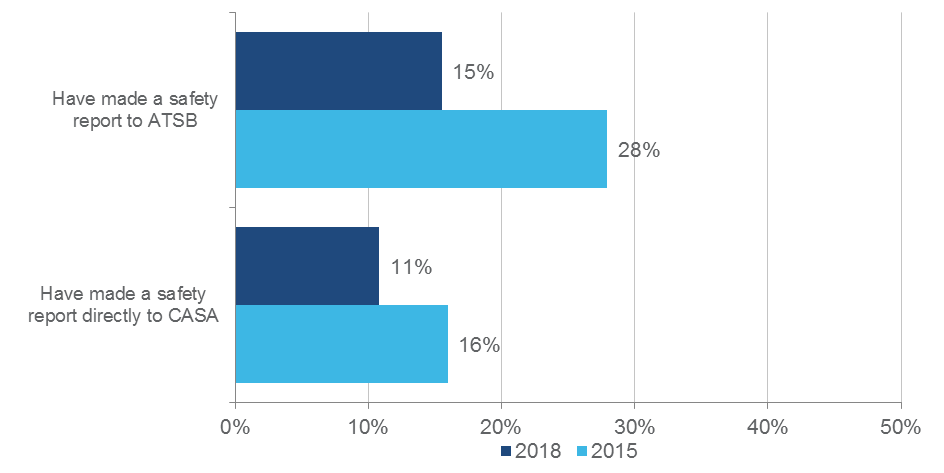 Have made a safety
report to ATSB
15%
28%
Have made a safety
report directly to CASA
11%
16%
0% 10% 20% 30% 40% 50%
2018 2015